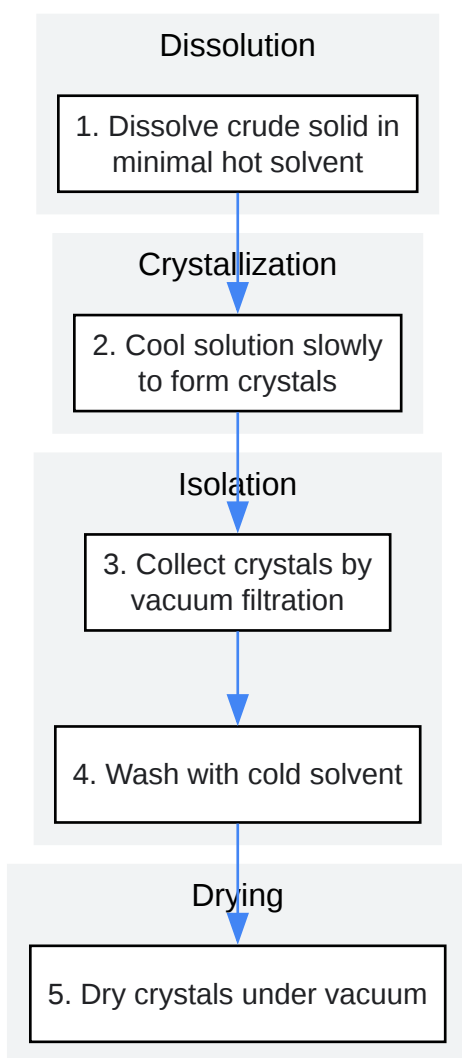 Dissolution
1. Dissolve crude solid in
minimal hot solvent
Crystallization
2. Cool solution slowly
to form crystals
Isolation
3. Collect crystals by
vacuum filtration
4. Wash with cold solvent
Drying
5. Dry crystals under vacuum